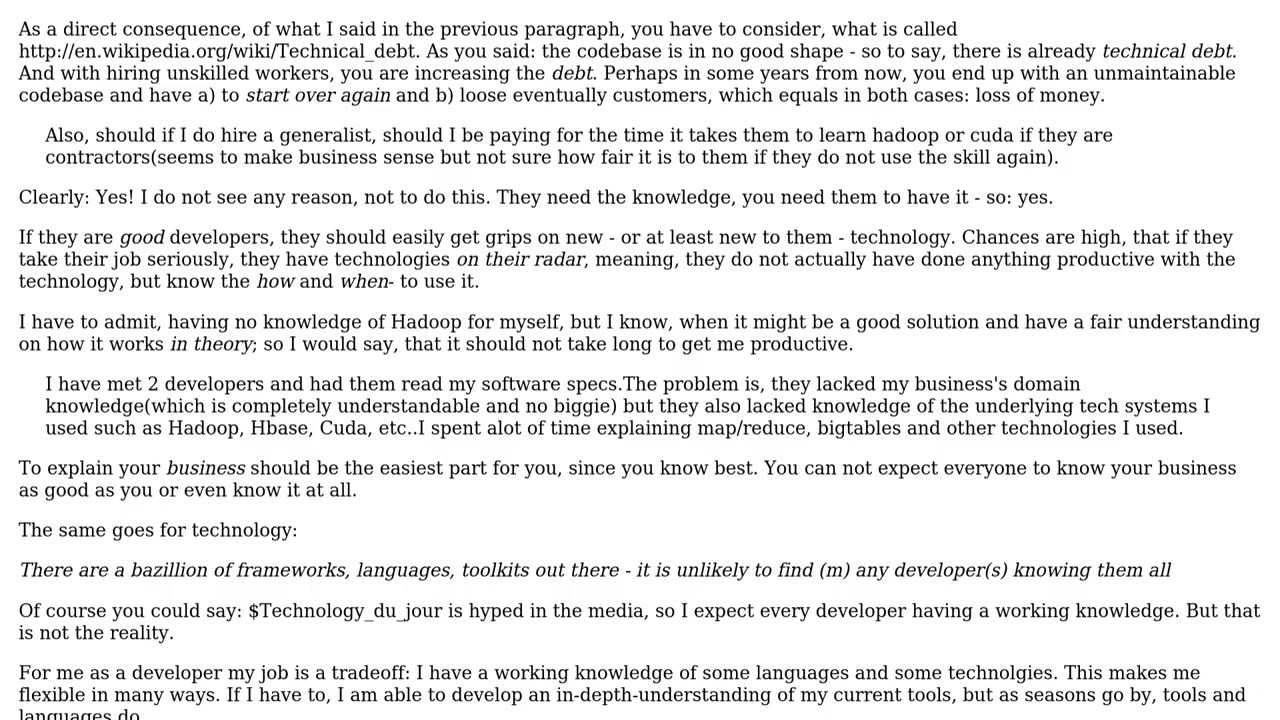 As a direct consequence, of what I said in the previous paragraph, you have to consider, what is called
http://en.wikipedia.org/wiki/Technical_debt. As you said: the codebase is in no good shape - so to say, there is already technical debt.
And with hiring unskilled workers, you are increasing the debt. Perhaps in some years from now, you end up with an unmaintainable
codebase and have a) to start over again and b) loose eventually customers, which equals in both cases: loss of money.
Also, should if I do hire a generalist, should I be paying for the time it takes them to learn hadoop or cuda if they are
contractors(seems to make business sense but not sure how fair it is to them if they do not use the skill again).
Clearly: Yes! I do not see any reason, not to do this. They need the knowledge, you need them to have it - so: yes.
If they are good developers, they should easily get grips on new - or at least new to them - technology. Chances are high, that if they
take their job seriously, they have technologies on their radar, meaning, they do not actually have done anything productive with the
technology, but know the how and when- to use it.
I have to admit, having no knowledge of Hadoop for myself, but I know, when it might be a good solution and have a fair understanding
on how it works in theory; so I would say, that it should not take long to get me productive.
I have met 2 developers and had them read my software specs.The problem is, they lacked my business's domain
knowledge(which is completely understandable and no biggie) but they also lacked knowledge of the underlying tech systems I
used such as Hadoop, Hbase, Cuda, etc..I spent alot of time explaining map/reduce, bigtables and other technologies I used.
To explain your business should be the easiest part for you, since you know best. You can not expect everyone to know your business
as good as you or even know it at all.
The same goes for technology:
There are a bazillion of frameworks, languages, toolkits out there - it is unlikely to find (m) any developer(s) knowing them all
Of course you could say: $Technology_du_jour is hyped in the media, so I expect every developer having a working knowledge. But that
is not the reality.
For me as a developer my job is a tradeoff: I have a working knowledge of some languages and some technolgies. This makes me
flexible in many ways. If I have to, I am able to develop an in-depth-understanding of my current tools, but as seasons go by, tools and
languages do